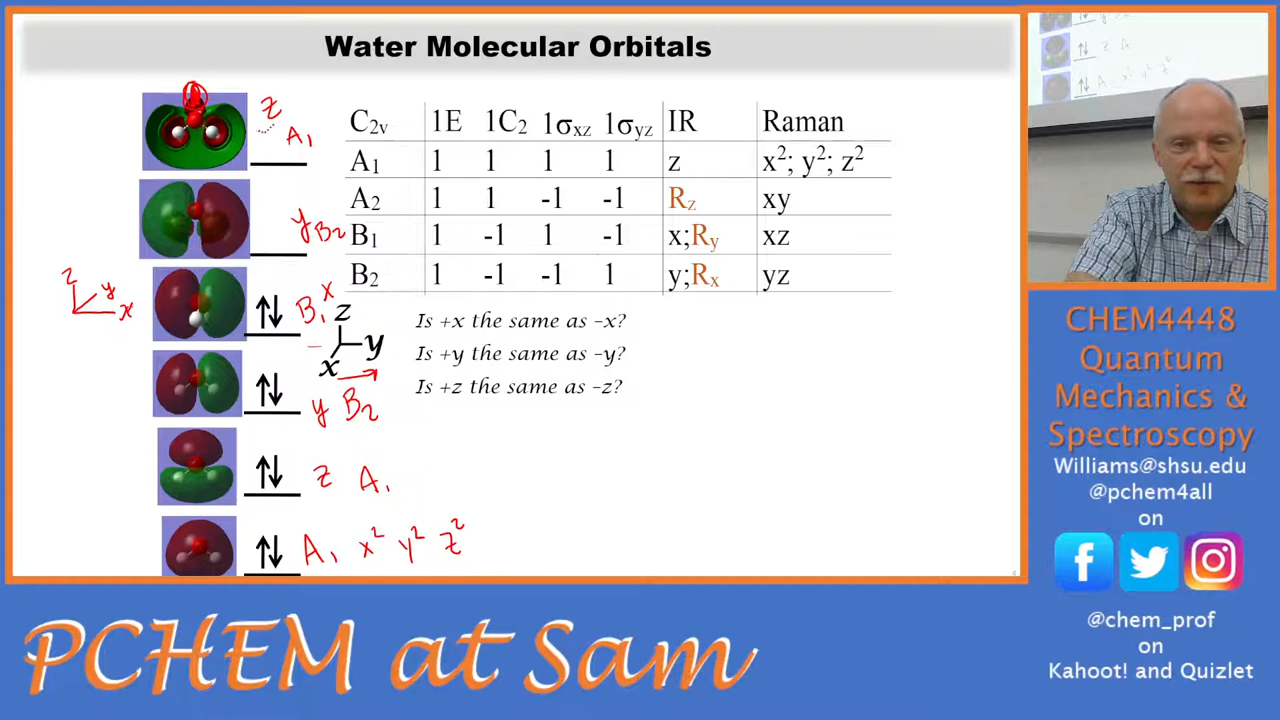 Water Molecular Orbitals
z
A₁
y B₂
z
y
x
B₁ x
y B₂
z A₁
A₁ x² y² z²
z
y
x
C₂ᵥ 1E 1C₂ 1σxz 1σyz IR Raman
A₁ 1 1 1 1 z x²; y²; z²
A₂ 1 1 -1 -1 Rz xy
B₁ 1 -1 1 -1 x;Ry xz
B₂ 1 -1 -1 1 y;Rx yz
Is +x the same as –x?
Is +y the same as –y?
Is +z the same as –z?
CHEM4448
Quantum
Mechanics &
Spectroscopy
Williams@shsu.edu
@pchem4all
on
@chem_prof
on
Kahoot! and Quizlet
PCHEM at Sam